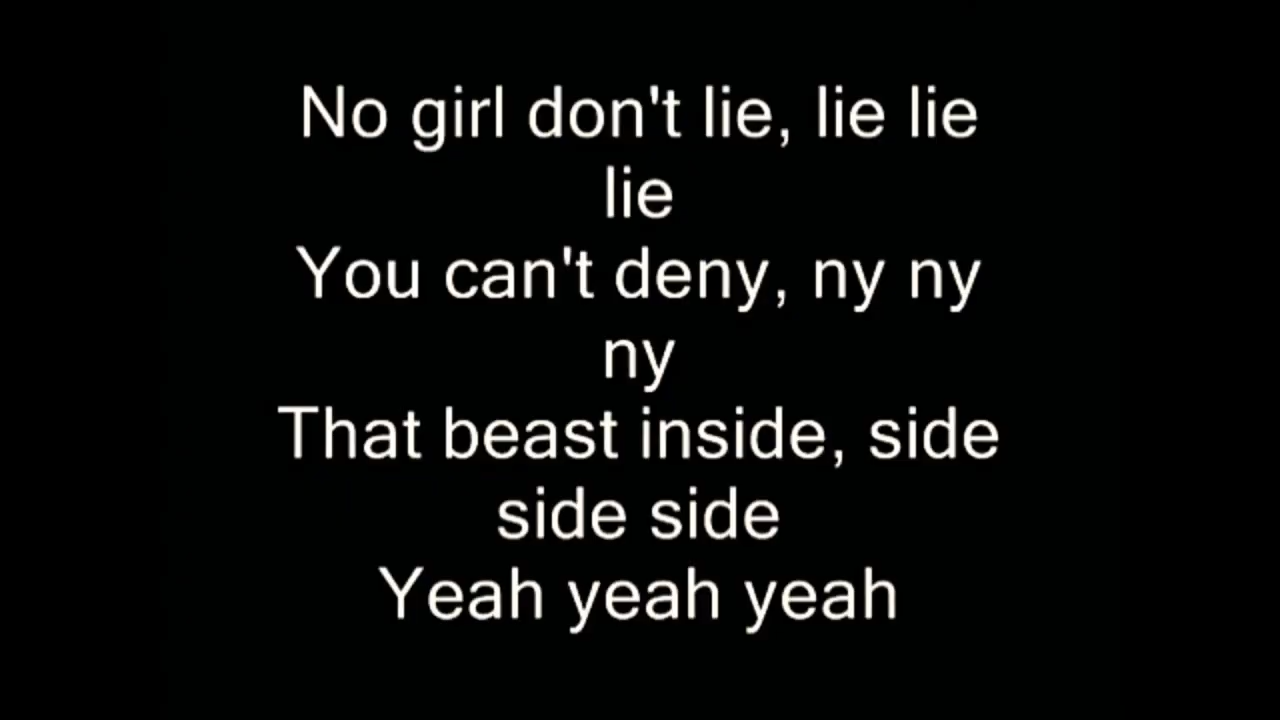 No girl don't lie, lie lie
lie
You can't deny, ny ny
ny
That beast inside, side
side side
Yeah yeah yeah